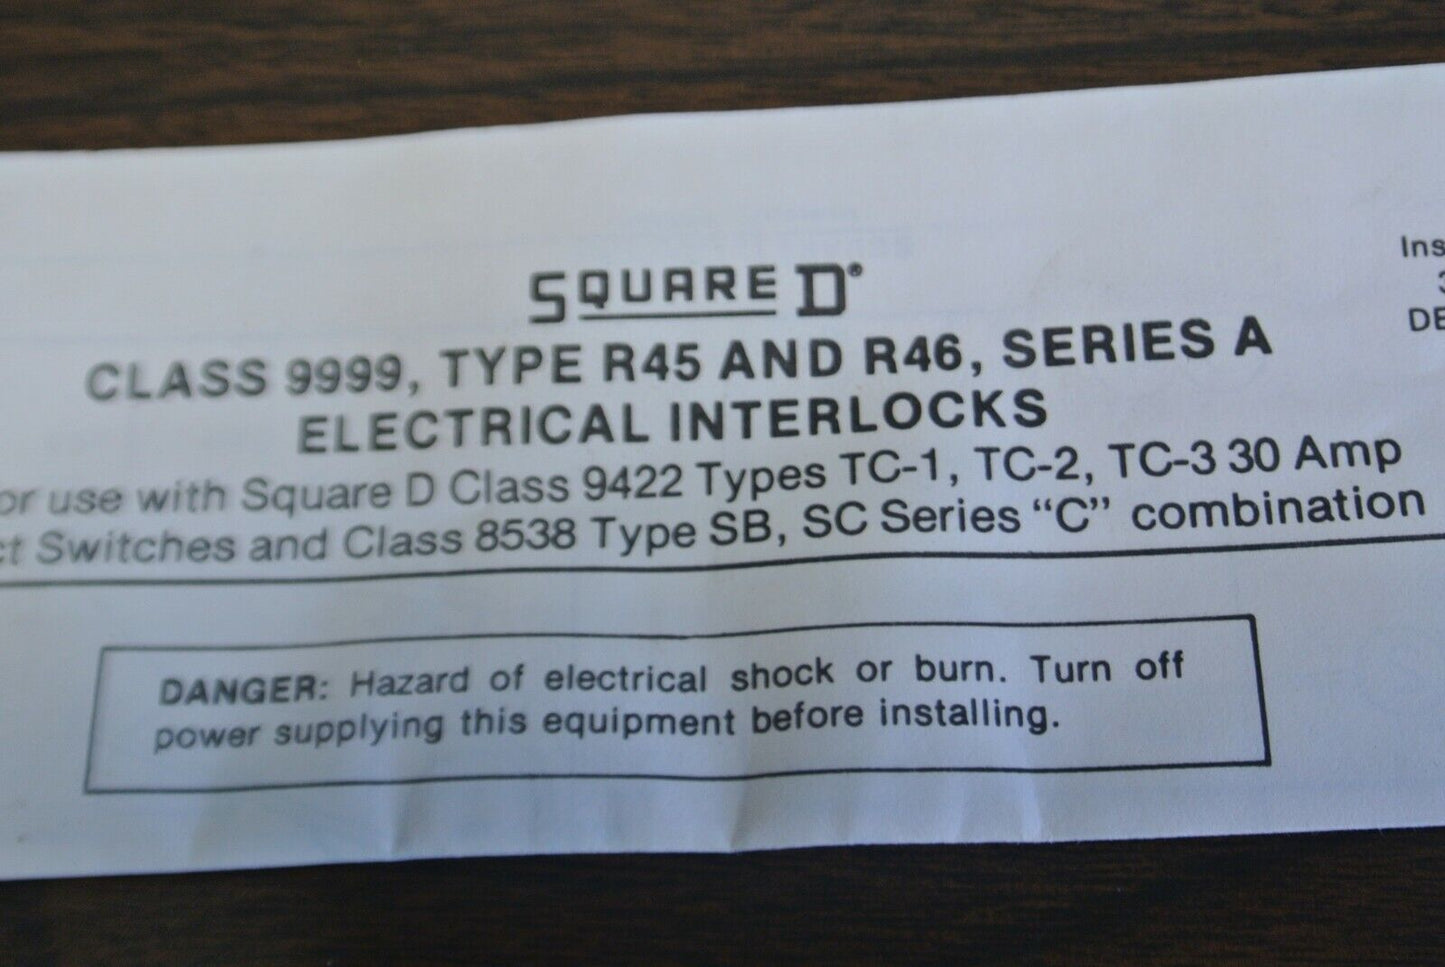 SQUARE D®
CLASS 9999, TYPE R45 AND R46, SERIES A
ELECTRICAL INTERLOCKS
or use with Square D Class 9422 Types TC-1, TC-2, TC-3 30 Amp
ct Switches and Class 8538 Type SB, SC Series "C" combination
Ins
DE
DANGER: Hazard of electrical shock or burn. Turn off
power supplying this equipment before installing.